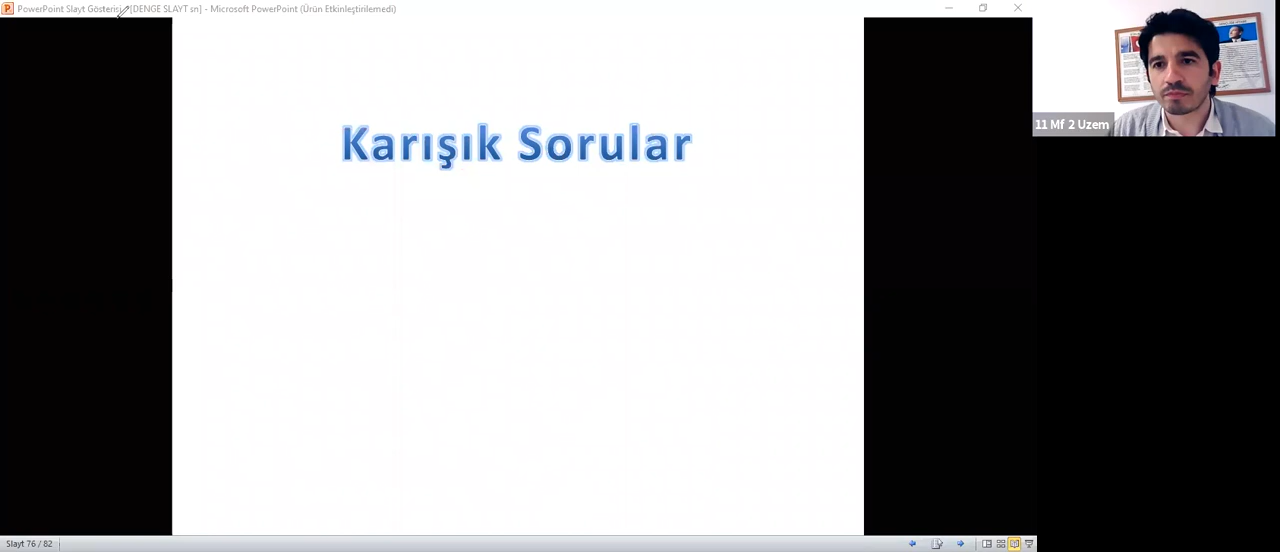 PowerPoint Slayt Gösterisi - [DENGE SLAYT sn] - Microsoft PowerPoint (Ürün Etkinleştirilemedi)
11 Mf 2 Uzem
Karışık Sorular
Slayt 76 / 82